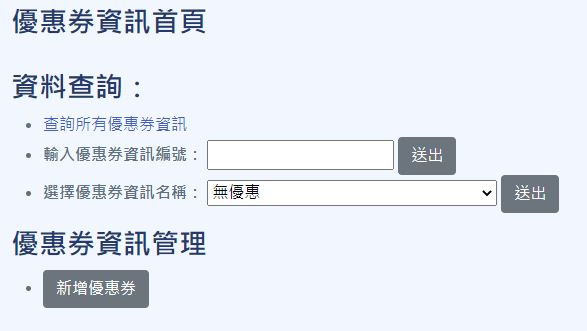 優惠券資訊首頁
資料查詢：
查詢所有優惠券資訊
輸入優惠券資訊編號： 送出
選擇優惠券資訊名稱： 無優惠 送出
優惠券資訊管理
新增優惠券